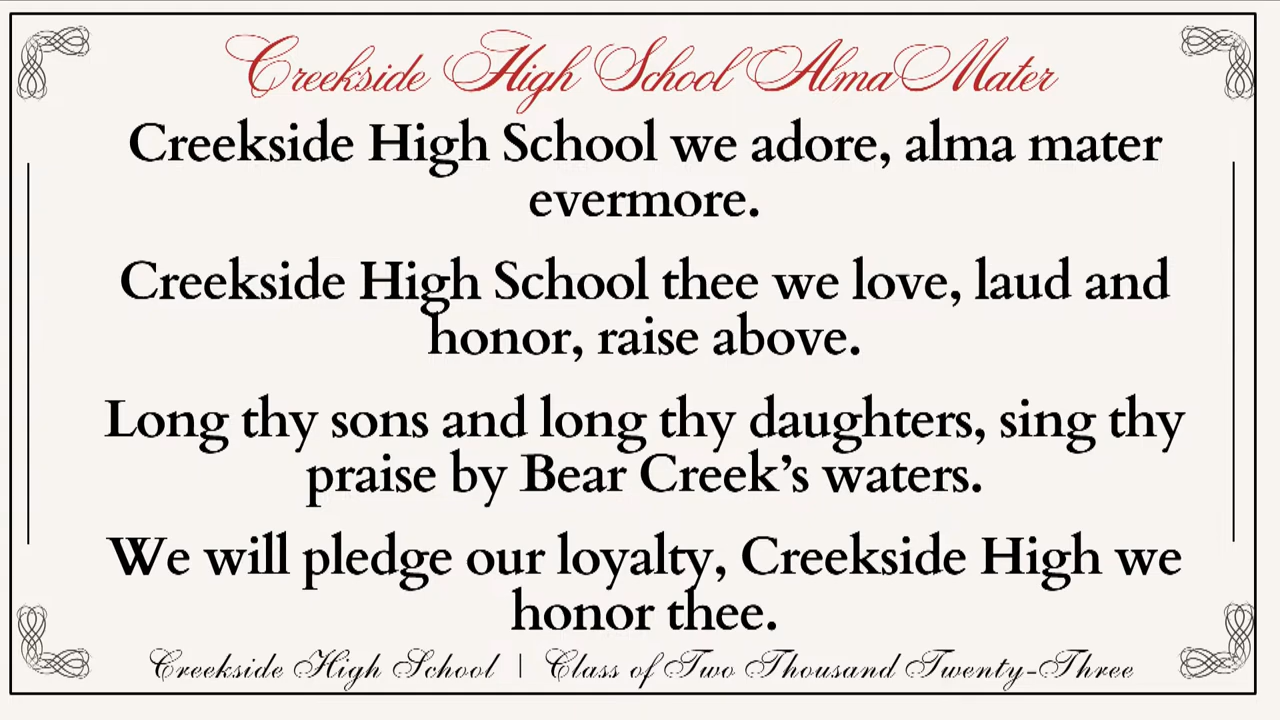 Creekside High School Alma Mater
Creekside High School we adore, alma mater
evermore.
Creekside High School thee we love, laud and
honor, raise above.
Long thy sons and long thy daughters, sing thy
praise by Bear Creek’s waters.
We will pledge our loyalty, Creekside High we
honor thee.
Creekside High School | Class of Two Thousand Twenty-Three